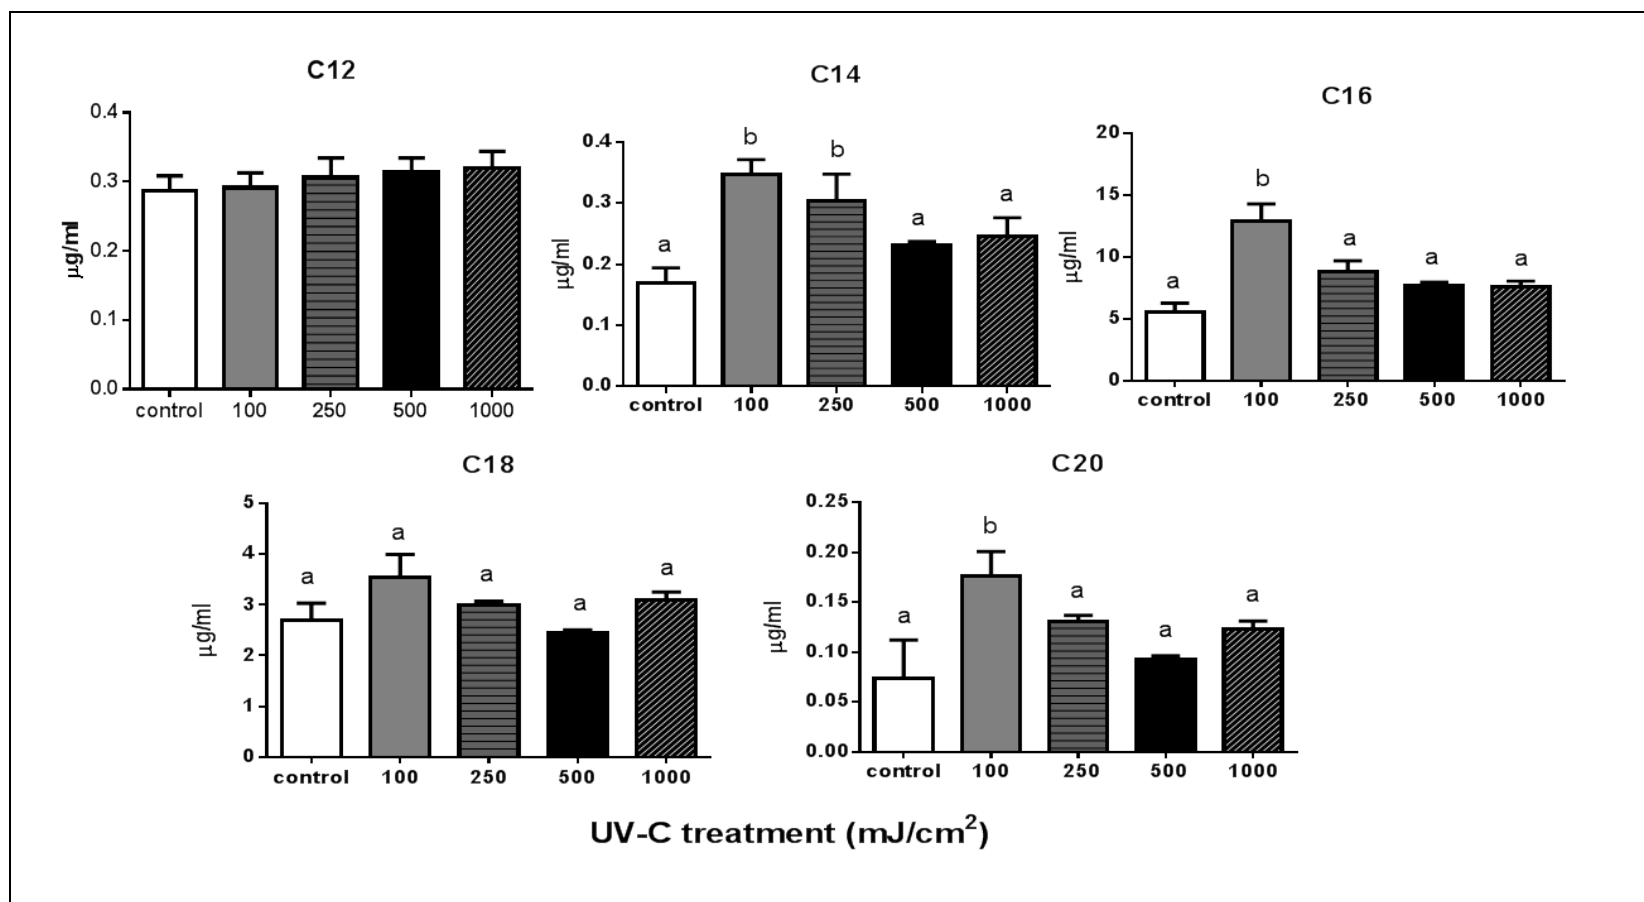 C12
0.4
0.3
0.2
0.1
0.0
μg/ml
control 100 250 500 1000
C14
0.4
0.3
0.2
0.1
0.0
μg/ml
a b b a a
control 100 250 500 1000
C16
20
15
10
5
0
μg/ml
a b a a a
control 100 250 500 1000
C18
5
4
3
2
1
0
μg/ml
a a a a a
control 100 250 500 1000
C20
0.25
0.20
0.15
0.10
0.05
0.00
μg/ml
a b a a a
control 100 250 500 1000
UV-C treatment (mJ/cm²)